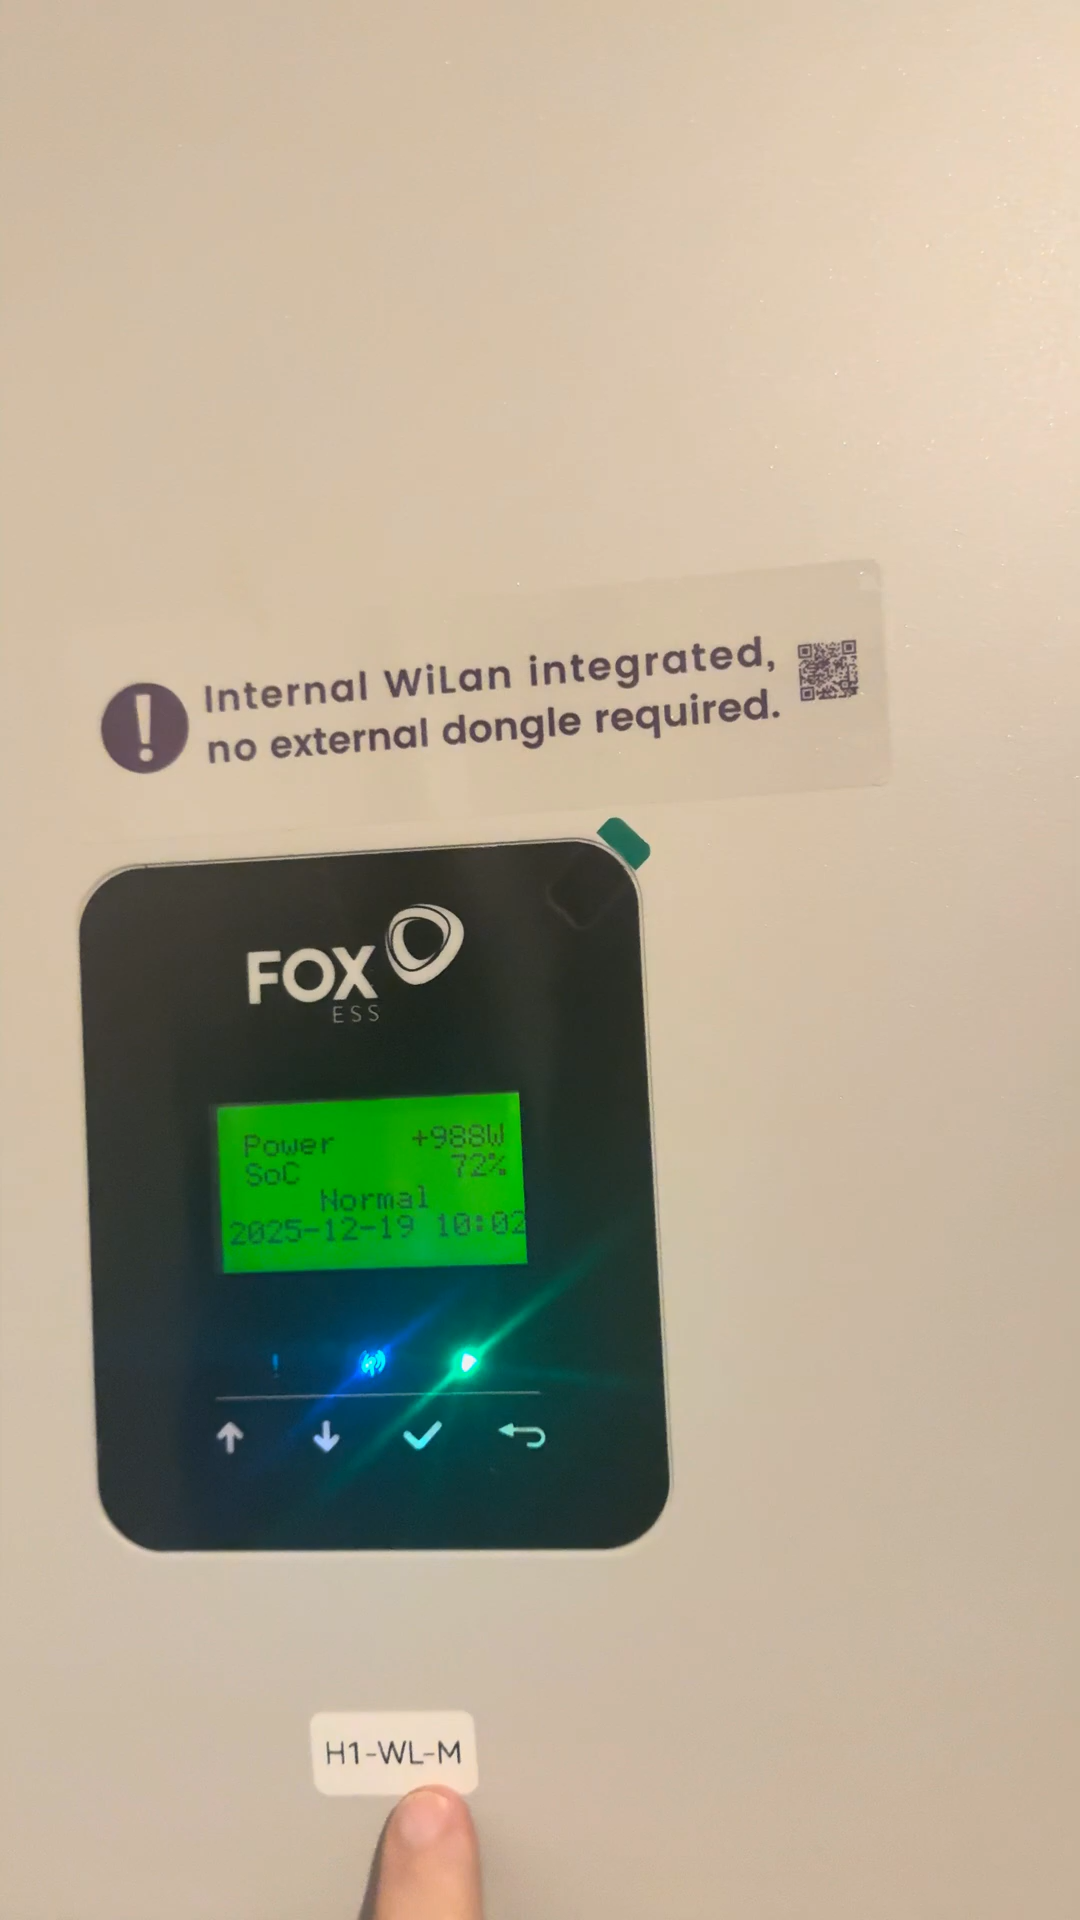 ! Internal WiLan integrated,
no external dongle required.
FOX
ESS
Power +988W
SoC 72%
Normal
2025-12-19 10:02
H1-WL-M